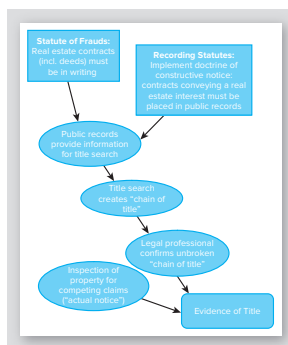 Statute of Frauds:
Real estate contracts
(incl. deeds) must
be in writing
Recording Statutes:
Implement doctrine of
constructive notice:
contracts conveying a real
estate interest must be
placed in public records
Public records
provide information
for title search
Title search
creates “chain of
title”
Legal professional
confirms unbroken
“chain of title”
Inspection of
property for
competing claims
(“actual notice”)
Evidence of Title